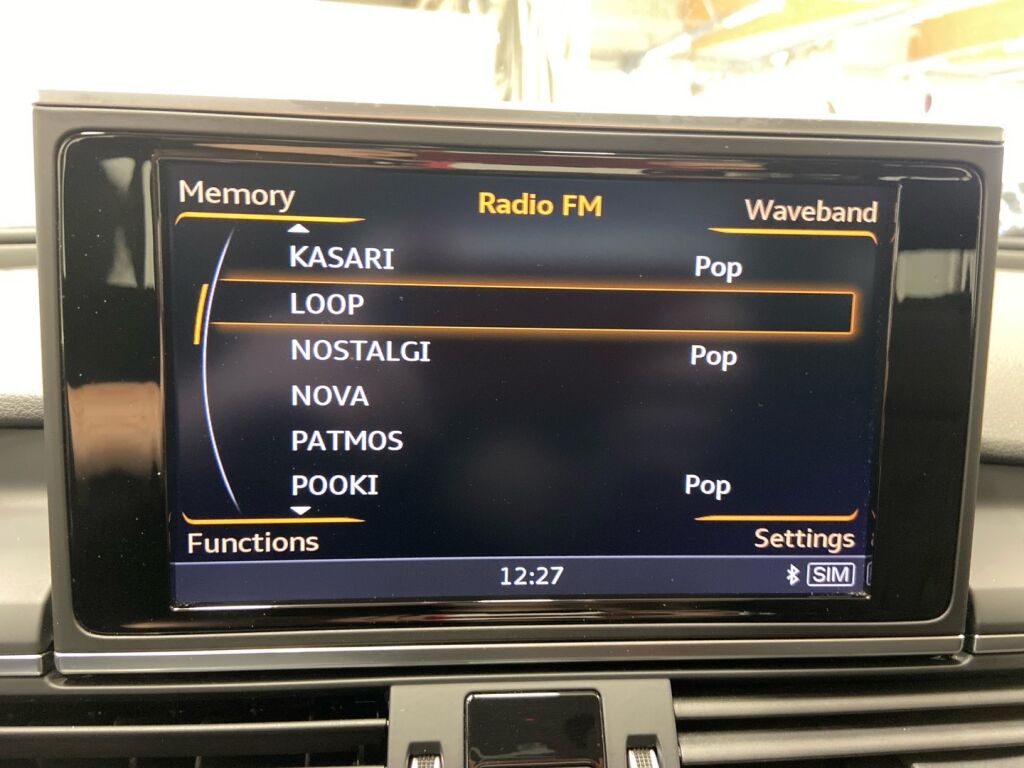 Memory Radio FM Waveband
KASARI Pop
LOOP
NOSTALGI Pop
NOVA
PATMOS
POOKI Pop
Functions Settings
12:27 SIM